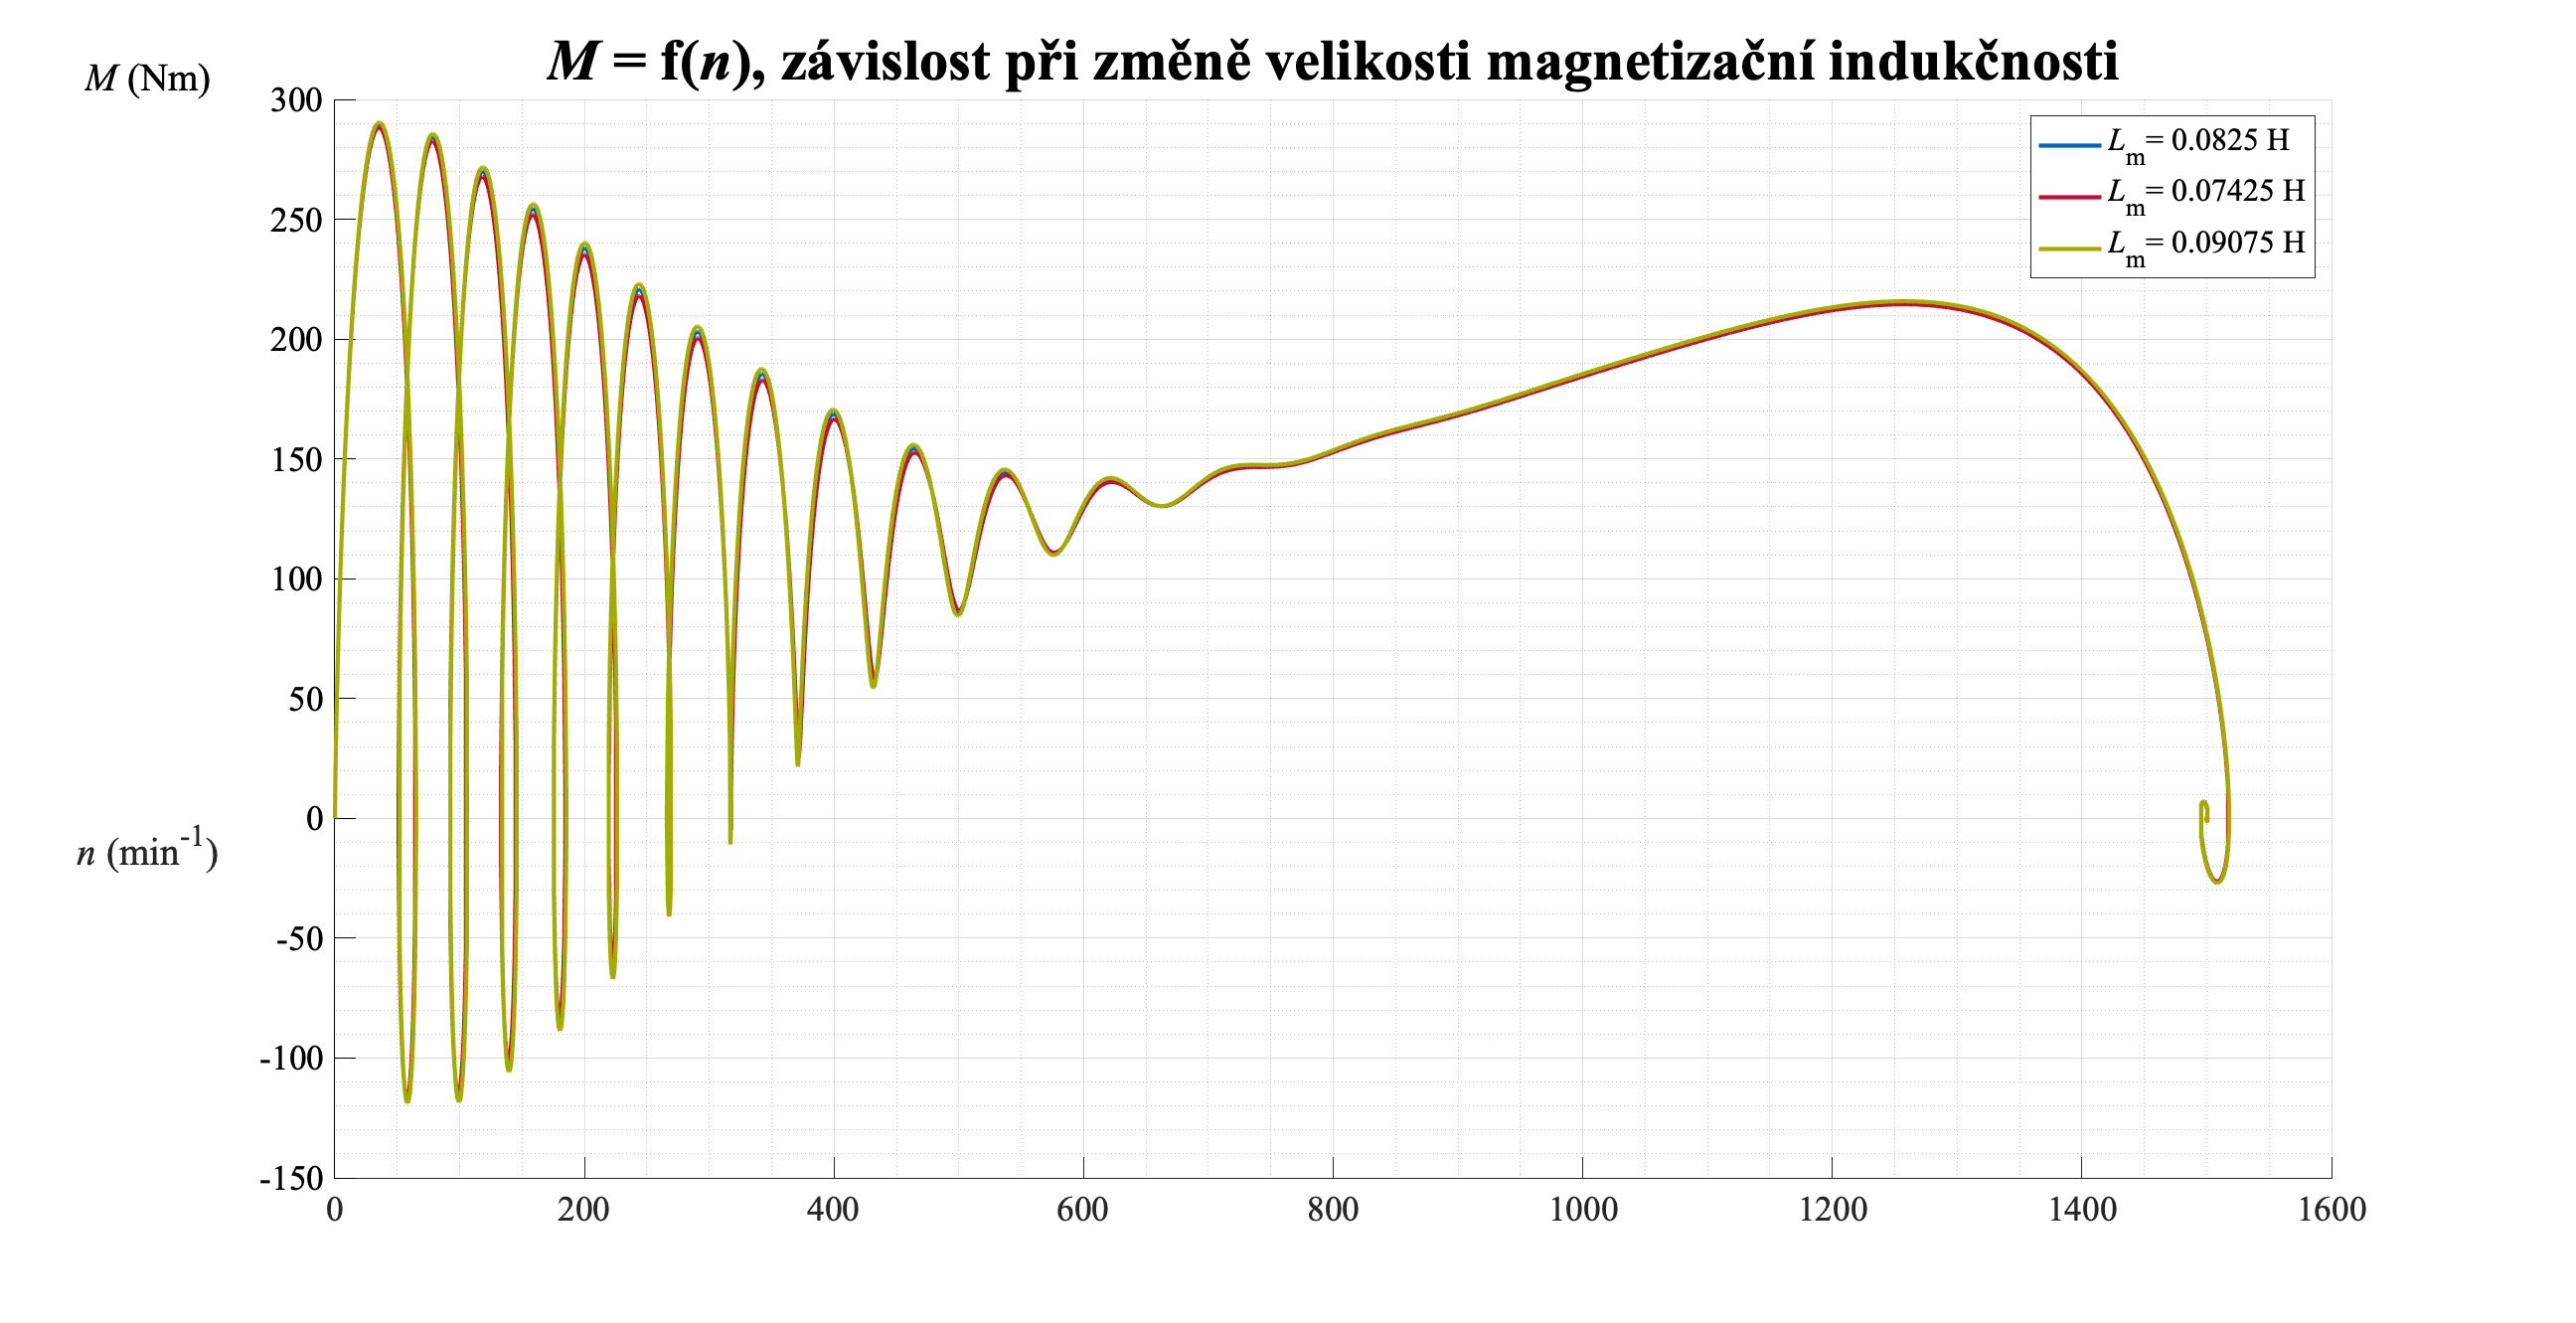 M = f(n), závislost při změně velikosti magnetizační indukčnosti
M (Nm)
300
250
200
150
100
50
0
-50
-100
-150
n (min-1)
0 200 400 600 800 1000 1200 1400 1600
Lm= 0.0825 H
Lm= 0.07425 H
Lm= 0.09075 H